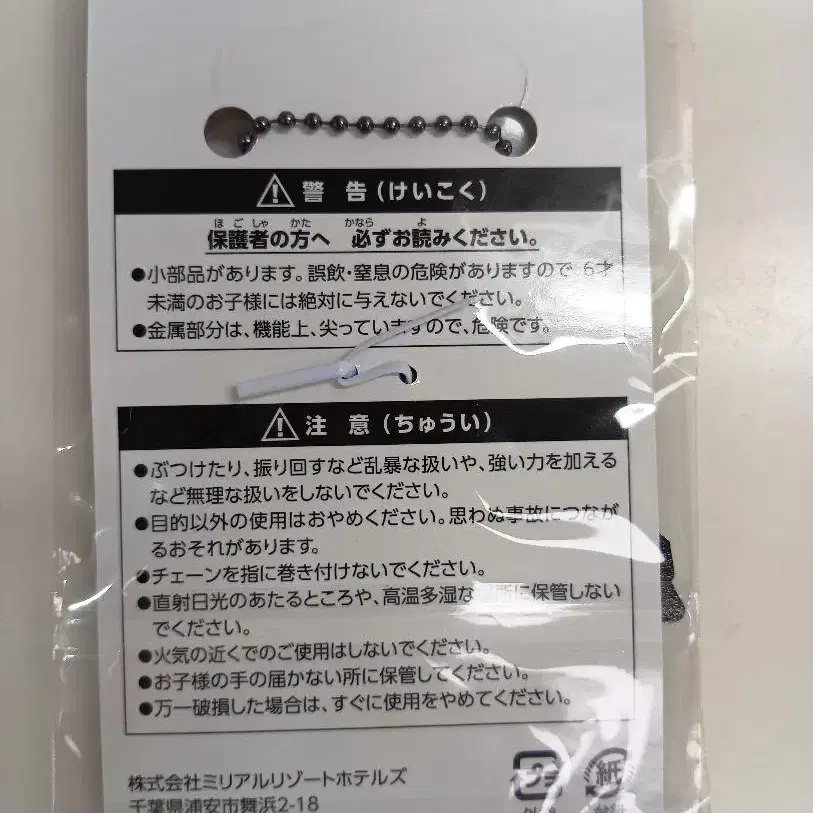 警 告(けいこく)
ほごしゃ かた かなら よ
保護者の方へ 必ずお読みください。
●小部品があります。誤飲・窒息の危険がありますので 6才
未満のお子様には絶対に与えないでください。
●金属部分は、機能上、尖っていますので、危険です。
注 意(ちゅうい)
●ぶつけたり、振り回すなど乱暴な扱いや、強い力を加える
など無理な扱いをしないでください。
●目的以外の使用はおやめください。思わぬ事故につなが
るおそれがあります。
●チェーンを指に巻き付けないでください。
●直射日光のあたるところや、高温多湿な 所に保管しない
でください。
●火気の近くでのご使用はしないでください。
●お子様の手の届かない所に保管してください。
●万一破損した場合は、すぐに使用をやめてください。
株式会社ミリアルリゾートホテルズ
千葉県浦安市舞浜2-18
プラ
紙